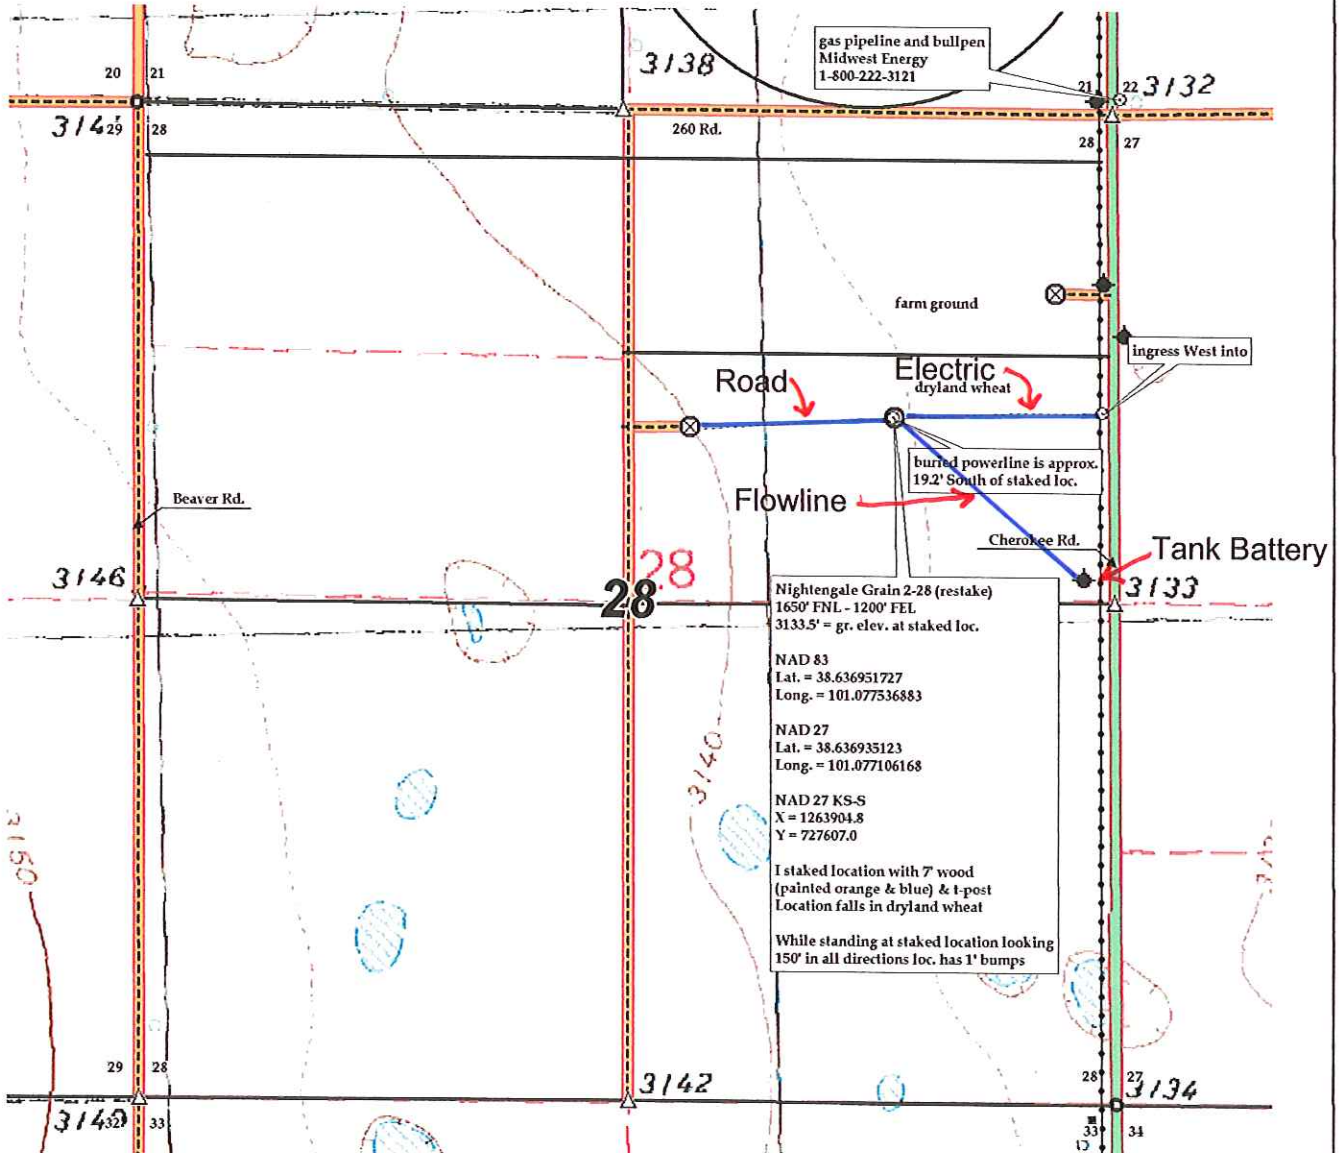 3138
gas pipeline and bullpen
Midwest Energy
1-800-222-3121
20 21
21 22 3132
29 28
260 Rd.
28 27
farm ground
ingress West into
Road
Electric
dryland wheat
buried powerline is approx.
19.2' South of staked loc.
Beaver Rd.
Flowline
Cherokee Rd.
Tank Battery
3146
28
28
3133
Nightengale Grain 2-28 (restake)
1650' FNL - 1200' FEL
3133.5' = gr. elev. at staked loc.
NAD 83
Lat. = 38.636951727
Long. = 101.077536883
NAD 27
Lat. = 38.636935123
Long. = 101.077106168
NAD 27 KS-S
X = 1263904.8
Y = 727607.0
I staked location with 7' wood
(painted orange & blue) & t-post
Location falls in dryland wheat
While standing at staked location looking
150' in all directions loc. has 1' bumps
3140
3150
29 28
3142
28 27
3134
33
33 34